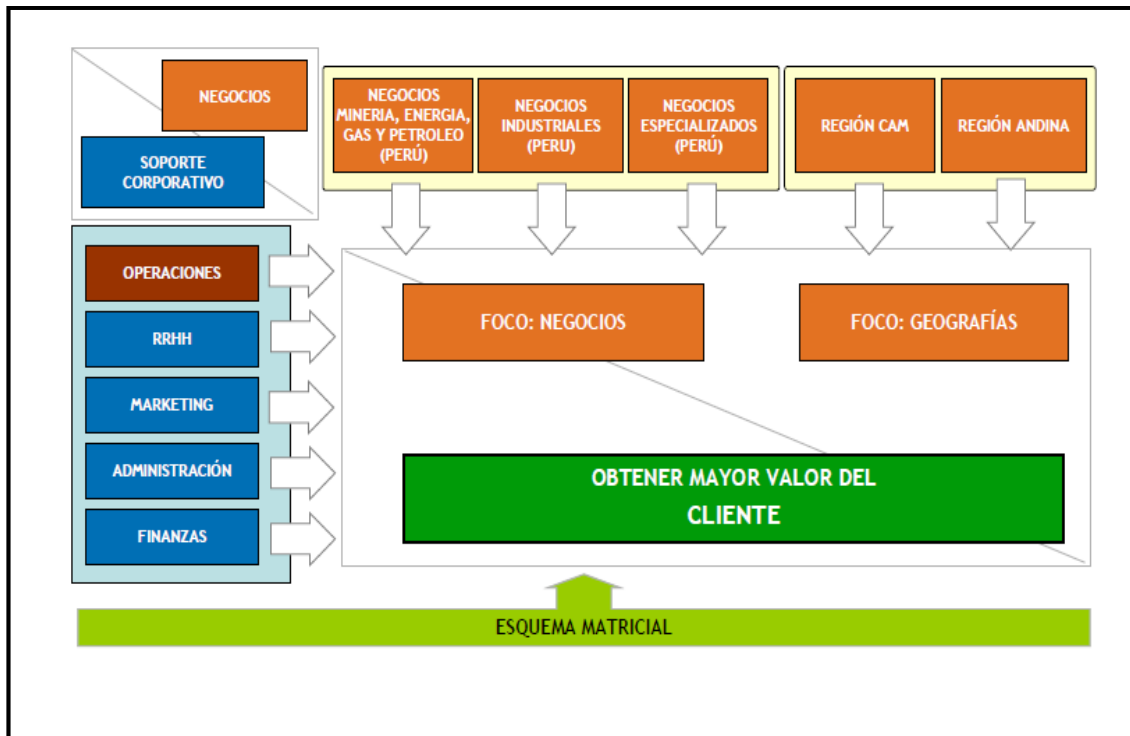 NEGOCIOS
SOPORTE
CORPORATIVO
NEGOCIOS
MINERIA, ENERGIA,
GAS Y PETROLEO
(PERÚ)
NEGOCIOS
INDUSTRIALES
(PERU)
NEGOCIOS
ESPECIALIZADOS
(PERÚ)
REGIÓN CAM
REGIÓN ANDINA
OPERACIONES
RRHH
MARKETING
ADMINISTRACIÓN
FINANZAS
FOCO: NEGOCIOS
FOCO: GEOGRAFÍAS
OBTENER MAYOR VALOR DEL
CLIENTE
ESQUEMA MATRICIAL